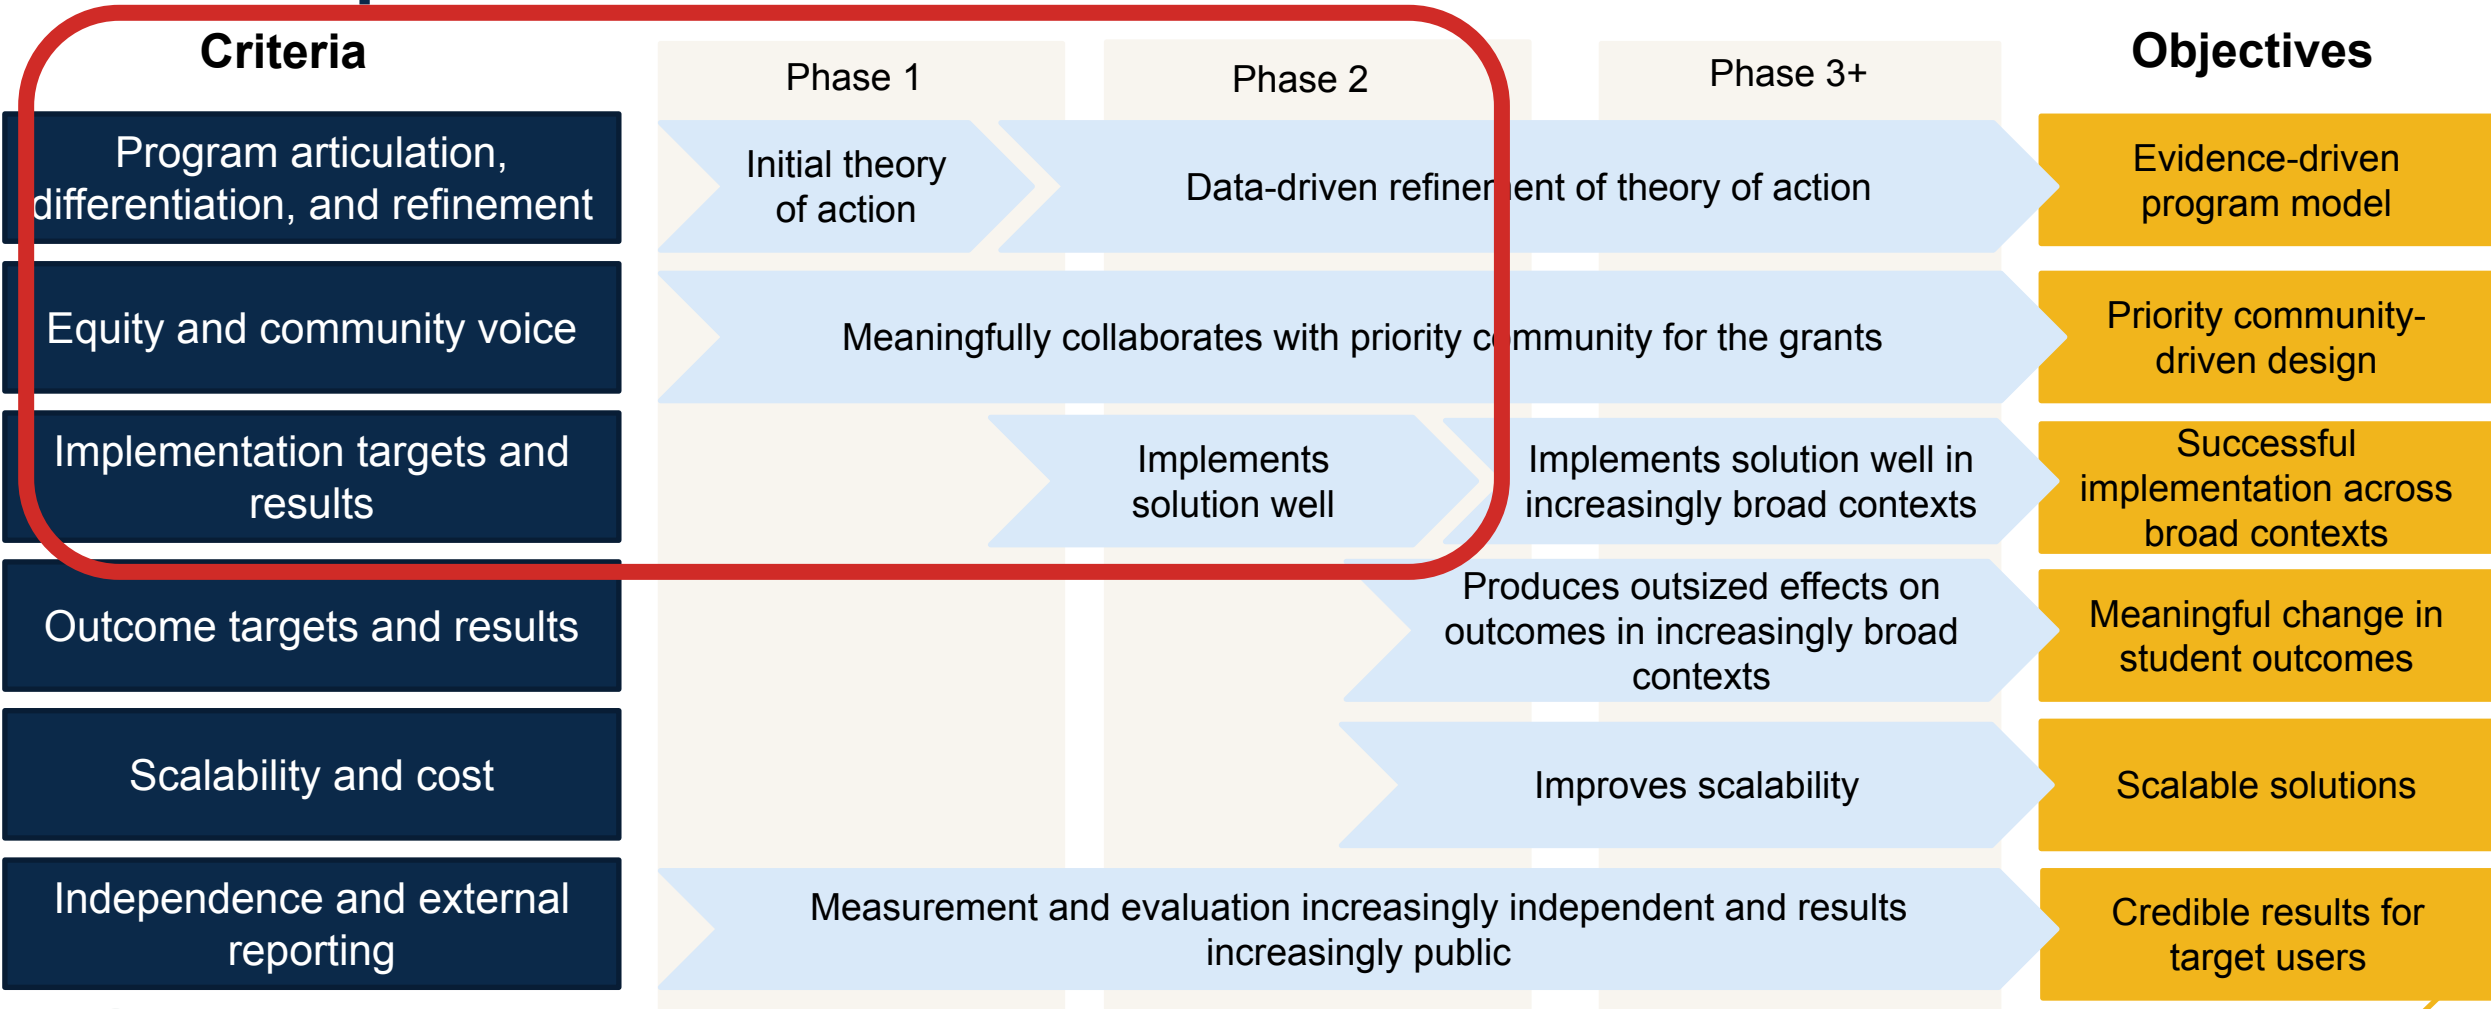 Criteria
Phase 1
Phase 2
Phase 3+
Objectives
Program articulation,
differentiation, and refinement
Initial theory
of action
Data-driven refinement of theory of action
Evidence-driven
program model
Equity and community voice
Meaningfully collaborates with priority community for the grants
Priority community-
driven design
Implementation targets and
results
Implements
solution well
Implements solution well in
increasingly broad contexts
Successful
implementation across
broad contexts
Outcome targets and results
Produces outsized effects on
outcomes in increasingly broad
contexts
Meaningful change in
student outcomes
Scalability and cost
Improves scalability
Scalable solutions
Independence and external
reporting
Measurement and evaluation increasingly independent and results
increasingly public
Credible results for
target users